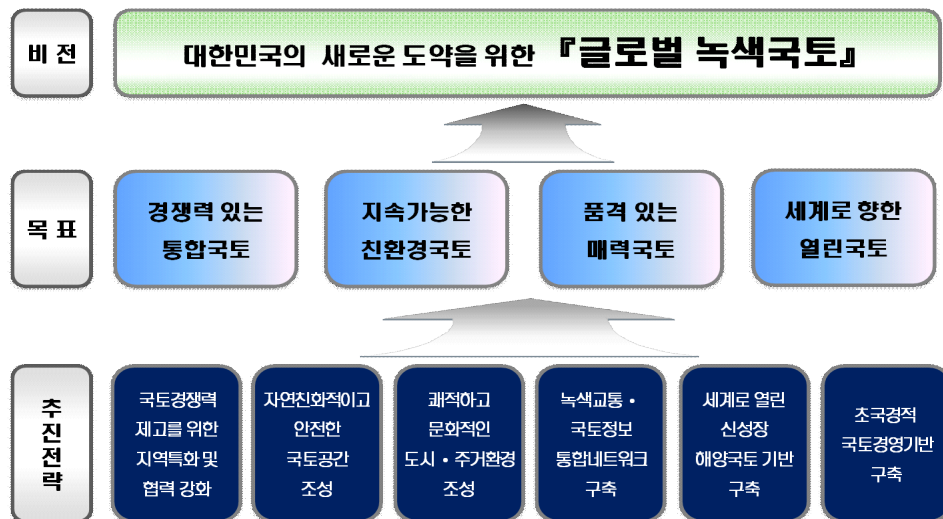 비 전
대한민국의 새로운 도약을 위한 『글로벌 녹색국토』
목 표
경쟁력 있는
통합국토
지속가능한
친환경국토
품격 있는
매력국토
세계로 향한
열린국토
추
진
전
략
국토경쟁력
제고를 위한
지역특화 및
협력 강화
자연친화적이고
안전한
국토공간
조성
쾌적하고
문화적인
도시 • 주거환경
조성
녹색교통 •
국토정보
통합네트워크
구축
세계로 열린
신성장
해양국토 기반
구축
초국경적
국토경영기반
구축